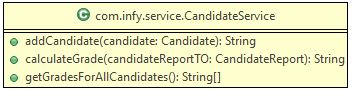 com.infy.service.CandidateService
addCandidate(candidate: Candidate): String
calculateGrade(candidateReportTO: CandidateReport): String
getGradesForAllCandidates(): String[]